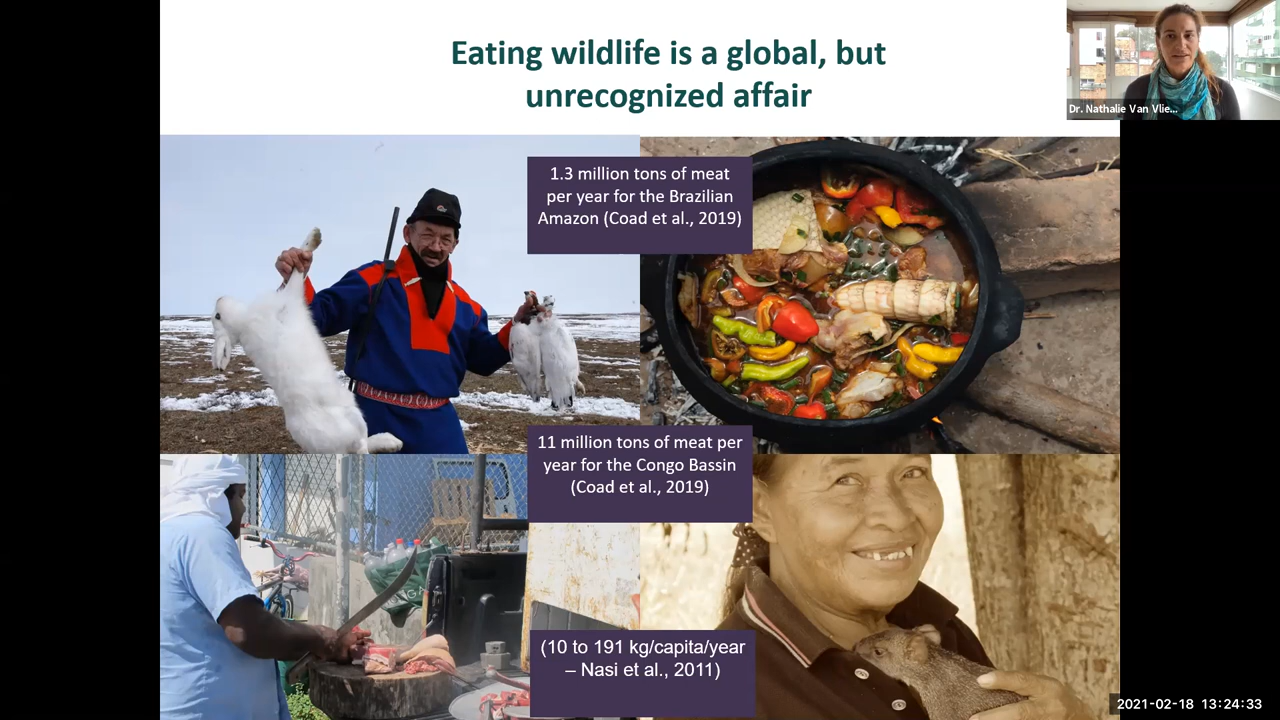 Eating wildlife is a global, but
unrecognized affair
Dr. Nathalie Van Vlie...
1.3 million tons of meat
per year for the Brazilian
Amazon (Coad et al., 2019)
11 million tons of meat per
year for the Congo Bassin
(Coad et al., 2019)
(10 to 191 kg/capita/year
– Nasi et al., 2011)
2021-02-18 13:24:33